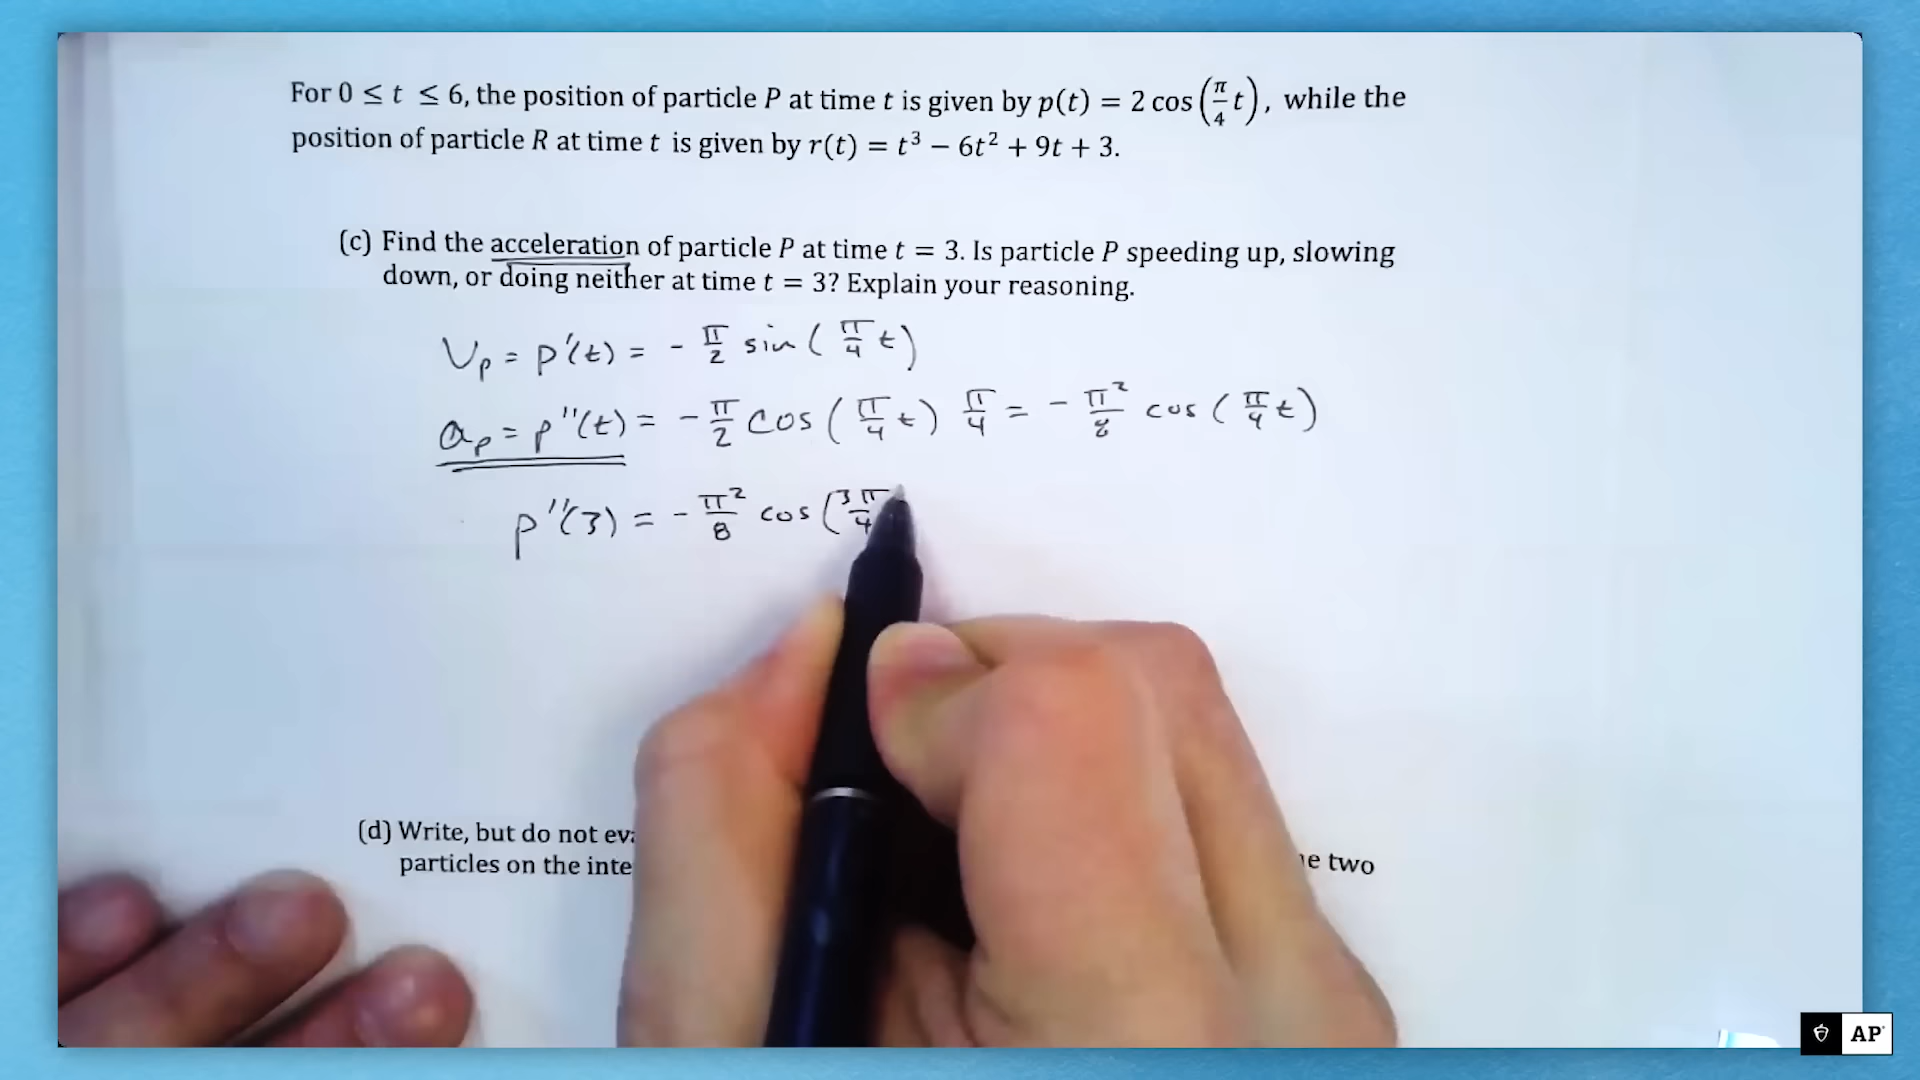 For 0 ≤ t ≤ 6, the position of particle P at time t is given by p(t) = 2 cos(π/4 t), while the
position of particle R at time t is given by r(t) = t³ − 6t² + 9t + 3.
(c) Find the acceleration of particle P at time t = 3. Is particle P speeding up, slowing
down, or doing neither at time t = 3? Explain your reasoning.
Vp = p'(t) = - π/2 sin(π/4 t)
ap = p''(t) = - π/2 cos(π/4 t) π/4 = - π²/8 cos(π/4 t)
p''(3) = - π²/8 cos(3π/4
(d) Write, but do not
particles on the two
AP